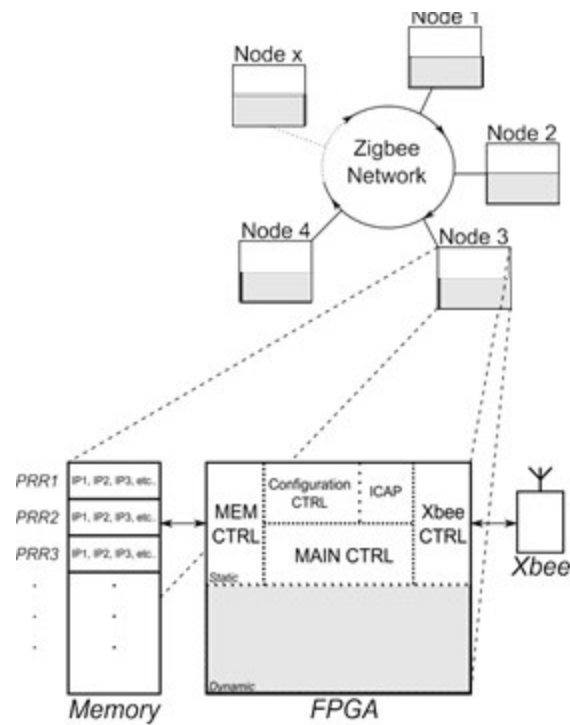 Node 1
Node x
Node 2
Zigbee
Network
Node 4
Node 3
PRR1
IP1, IP2, IP3, etc..
PRR2
IP1, IP2, IP3, etc..
PRR3
IP1, IP2, IP3, etc..
MEM
CTRL
Configuration
CTRL
ICAP
Xbee
CTRL
MAIN CTRL
Static
Dynamic
Xbee
Memory
FPGA